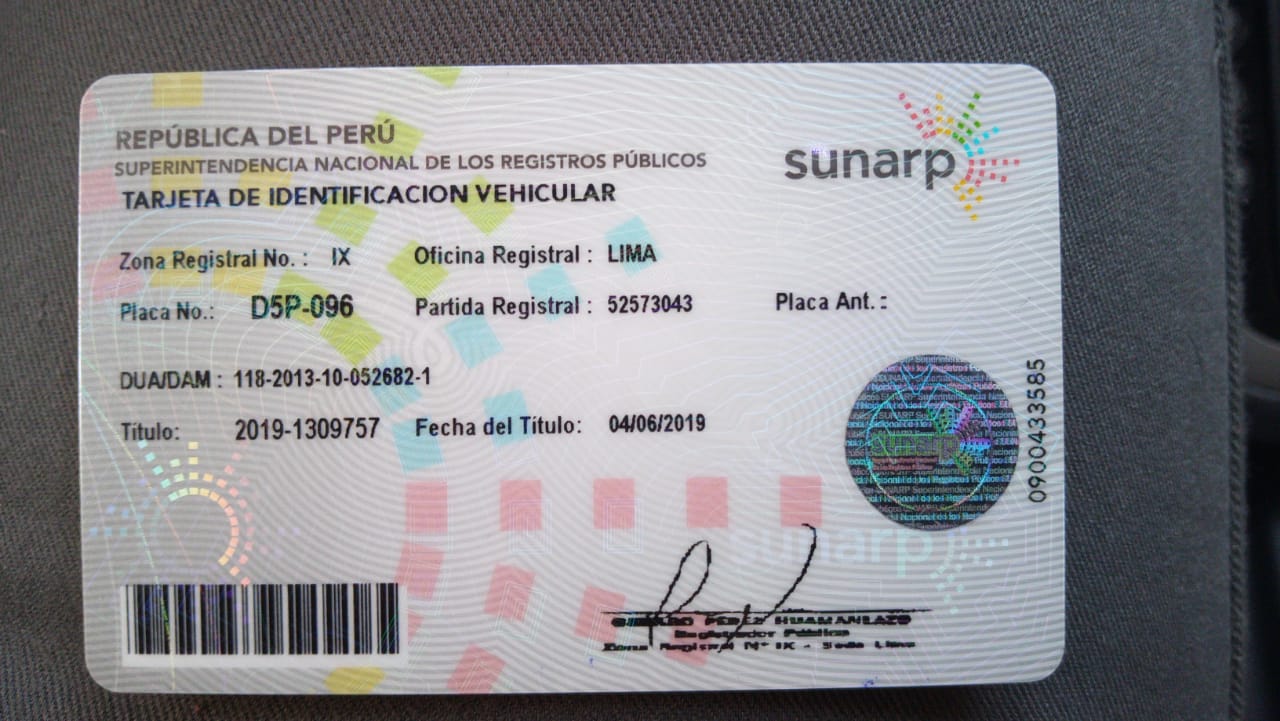 REPÚBLICA DEL PERÚ
SUPERINTENDENCIA NACIONAL DE LOS REGISTROS PÚBLICOS
TARJETA DE IDENTIFICACION VEHICULAR
sunarp
Zona Registral No. : IX Oficina Registral : LIMA
Placa No.: D5P-096 Partida Registral : 52573043 Placa Ant. :
DUA/DAM : 118-2013-10-052682-1
Título: 2019-1309757 Fecha del Título: 04/06/2019
0900433585
sunarp
PEREZ HUAMANLAZO
Registrador Público
Zona Registral N° IX - Sede Lima